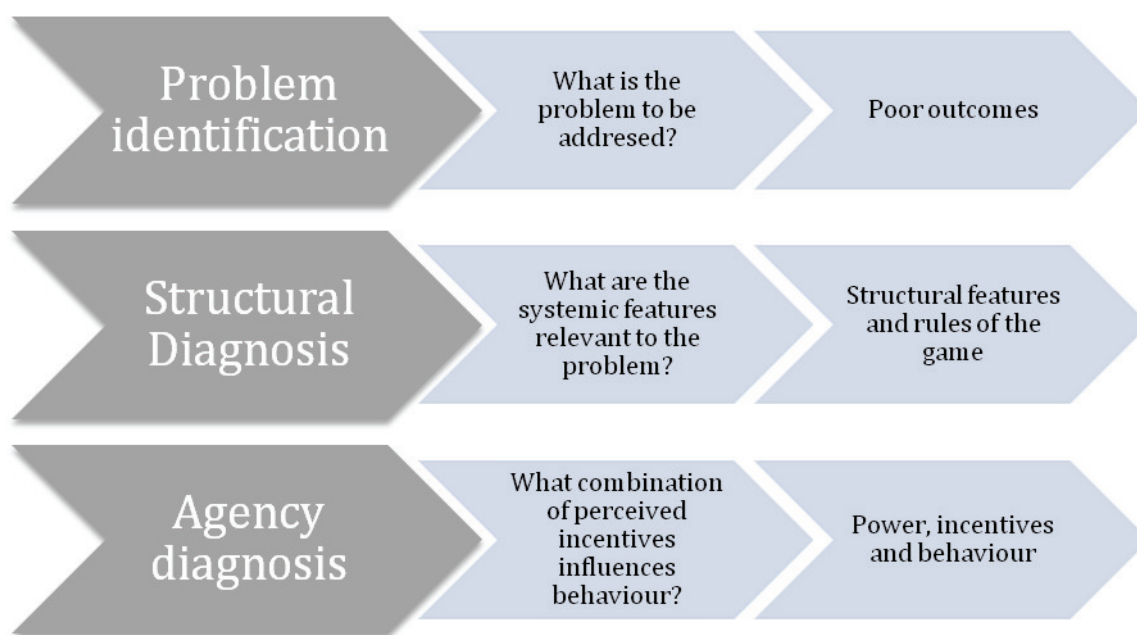 Problem
identification
What is the
problem to be
addresed?
Poor outcomes
Structural
Diagnosis
What are the
systemic features
relevant to the
problem?
Structural features
and rules of the
game
Agency
diagnosis
What combination
of perceived
incentives
influences
behaviour?
Power, incentives
and behaviour